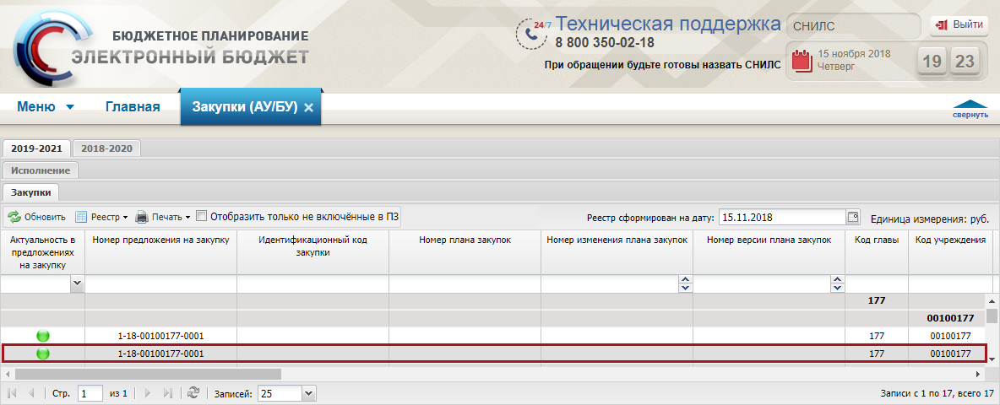 БЮДЖЕТНОЕ ПЛАНИРОВАНИЕ
ЭЛЕКТРОННЫЙ БЮДЖЕТ
24/7 Техническая поддержка
8 800 350-02-18
При обращении будьте готовы назвать СНИЛС
СНИЛС
Выйти
15 ноября 2018
Четверг
19 23
Меню Главная Закупки (АУ/БУ)
свернуть
2019-2021 2018-2020
Исполнение
Закупки
Обновить Реестр Печать Отобразить только не включённые в ПЗ Реестр сформирован на дату: 15.11.2018 Единица измерения: руб.
Актуальность в предложениях на закупку Номер предложения на закупку Идентификационный код закупки Номер плана закупок Номер изменения плана закупок Номер версии плана закупок Код главы Код учреждения
177
00100177
1-18-00100177-0001 177 00100177
1-18-00100177-0001 177 00100177
Стр. 1 из 1 Записей: 25 Записи с 1 по 17, всего 17